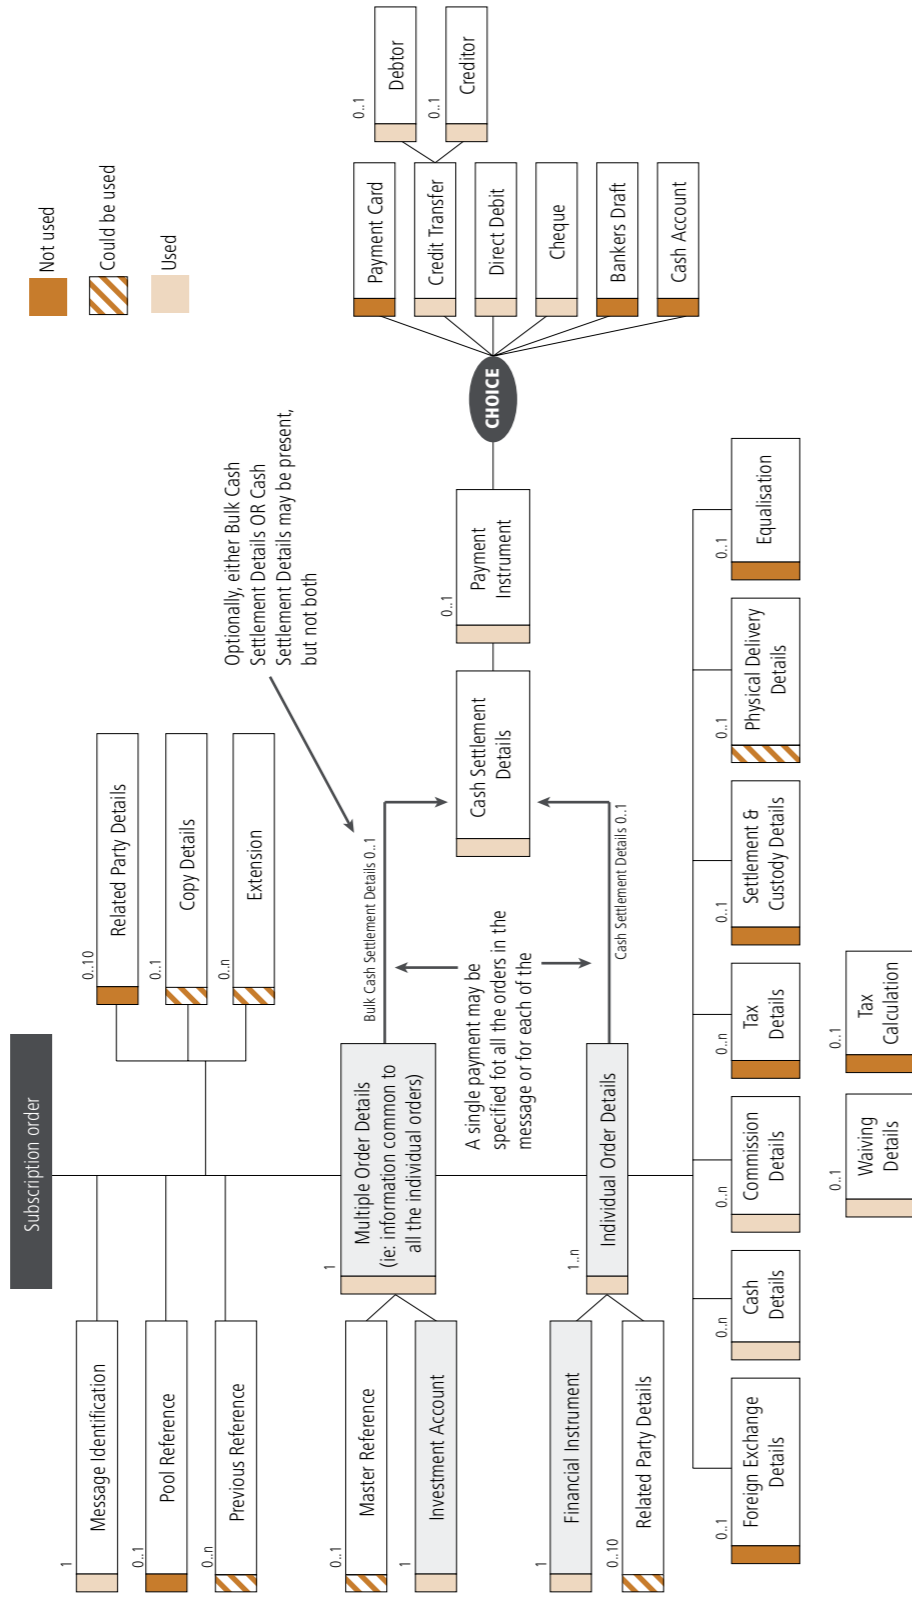 Subscription order
Not used
Could be used
Used
1
Message Identification
0..1
Pool Reference
0..n
Previous Reference
0..10
Related Party Details
0..1
Copy Details
0..n
Extension
Optionally, either Bulk Cash
Settlement Details OR Cash
Settlement Details may be present,
but not both
1
Multiple Order Details
(ie: information common to
all the individual orders)
0..1
Master Reference
1
Investment Account
Bulk Cash Settlement Details 0..1
A single payment may be
specified fot all the orders in the
message or for each of the
Cash Settlement Details 0..1
Cash Settlement
Details
0..1
Payment
Instrument
CHOICE
Payment Card
Credit Transfer
Direct Debit
Cheque
Bankers Draft
Cash Account
0..1
Debtor
0..1
Creditor
1..n
Individual Order Details
1
Financial Instrument
0..10
Related Party Details
0..1
Foreign Exchange
Details
0..n
Cash
Details
0..n
Commission
Details
0..n
Tax
Details
0..1
Settlement &
Custody Details
0..1
Physical Delivery
Details
0..1
Equalisation
0..1
Waiving
Details
0..1
Tax
Calculation